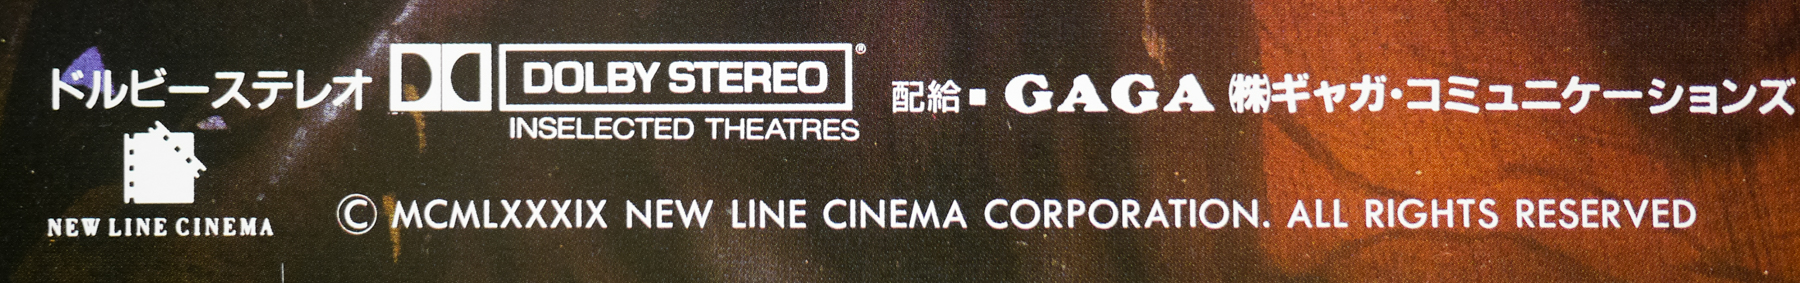 ドルビーステレオ DOLBY STEREO® 配給■GAGA ㈱ギャガ・コミュニケーションズ
INSELECTED THEATRES
NEW LINE CINEMA
© MCMLXXXIX NEW LINE CINEMA CORPORATION. ALL RIGHTS RESERVED